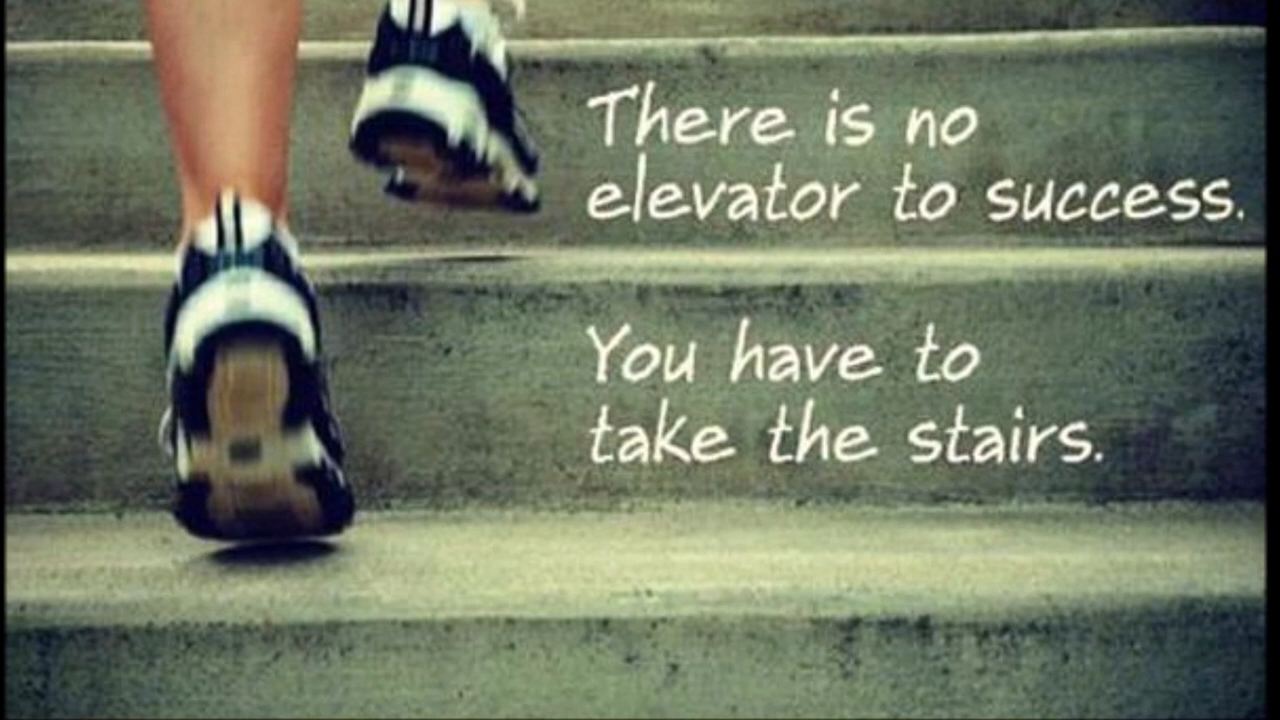 There is no
elevator to success.
You have to
take the stairs.